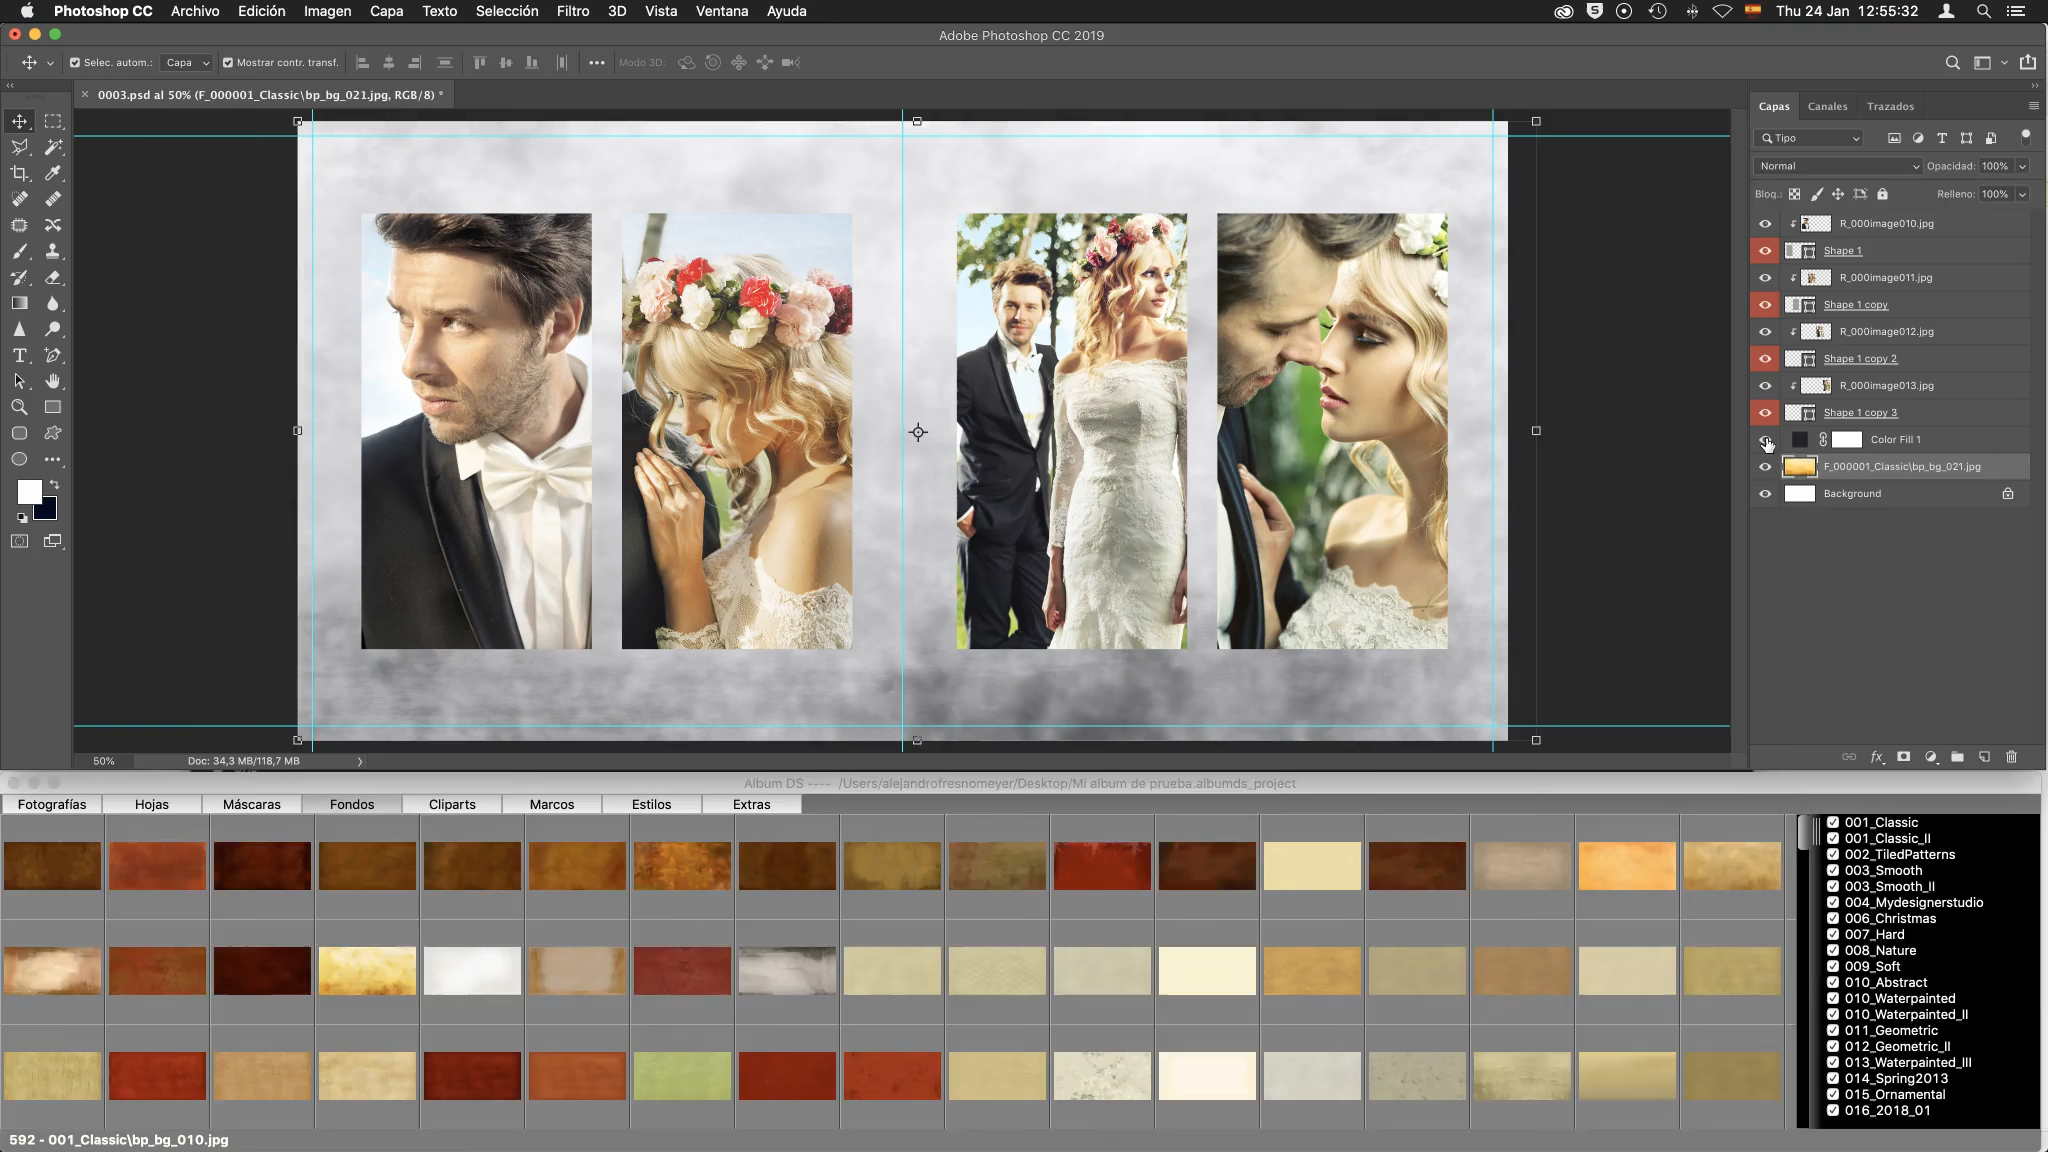 Photoshop CC Archivo Edición Imagen Capa Texto Selección Filtro 3D Vista Ventana Ayuda Thu 24 Jan 12:55:32
Adobe Photoshop CC 2019
Selec. autom.: Capa Mostrar contr. transf. Modo 3D:
0003.psd al 50% (F_000001_Classic\bp_bg_021.jpg, RGB/8) *
Capas Canales Trazados
Tipo
Normal Opacidad: 100%
Bloq.: Relleno: 100%
R_000image010.jpg
Shape 1
R_000image011.jpg
Shape 1 copy
R_000image012.jpg
Shape 1 copy 2
R_000image013.jpg
Shape 1 copy 3
Color Fill 1
F_000001_Classic\bp_bg_021.jpg
Background
50% Doc: 34,3 MB/118,7 MB
Album DS ---- /Users/alejandrofresnomeyer/Desktop/Mi album de prueba.albumds_project
Fotografías Hojas Máscaras Fondos Cliparts Marcos Estilos Extras
001_Classic
001_Classic_II
002_TiledPatterns
003_Smooth
003_Smooth_II
004_Mydesignerstudio
006_Christmas
007_Hard
008_Nature
009_Soft
010_Abstract
010_Waterpainted
010_Waterpainted_II
011_Geometric
012_Geometric_II
013_Waterpainted_III
014_Spring2013
015_Ornamental
016_2018_01
592 - 001_Classic\bp_bg_010.jpg